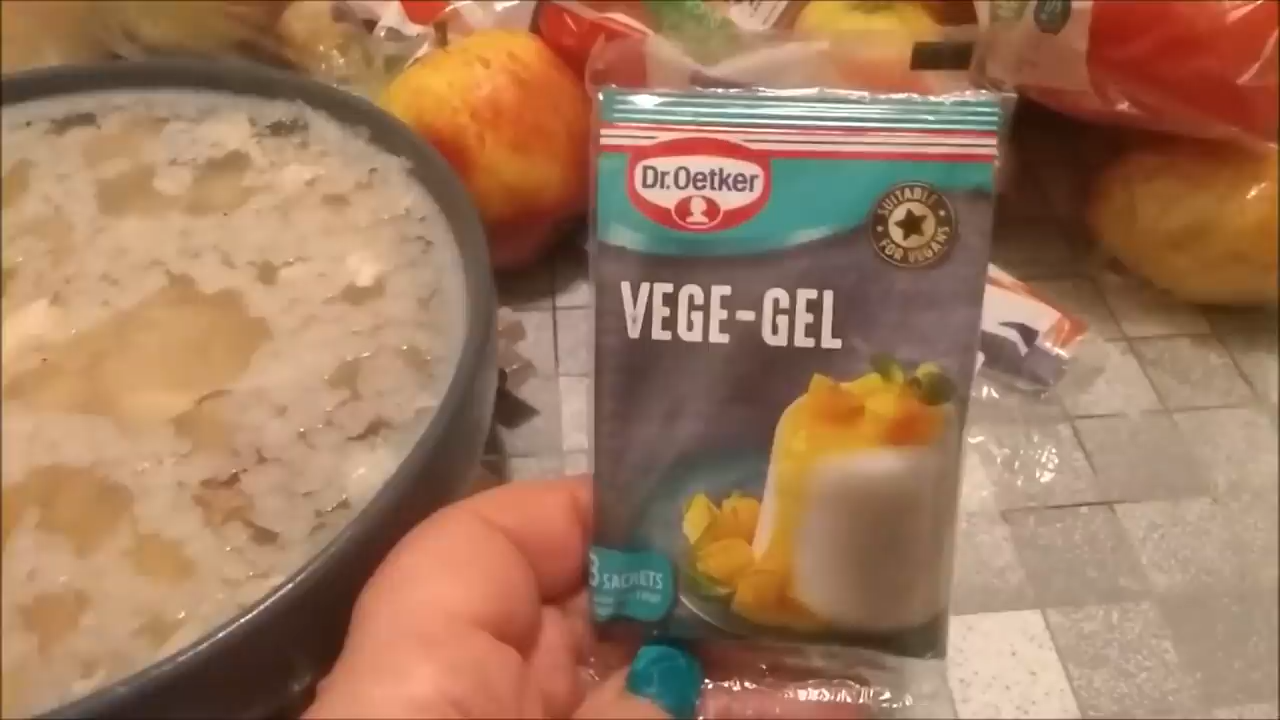 Dr.Oetker
SUITABLE
FOR VEGANS
VEGE-GEL
3 SACHETS